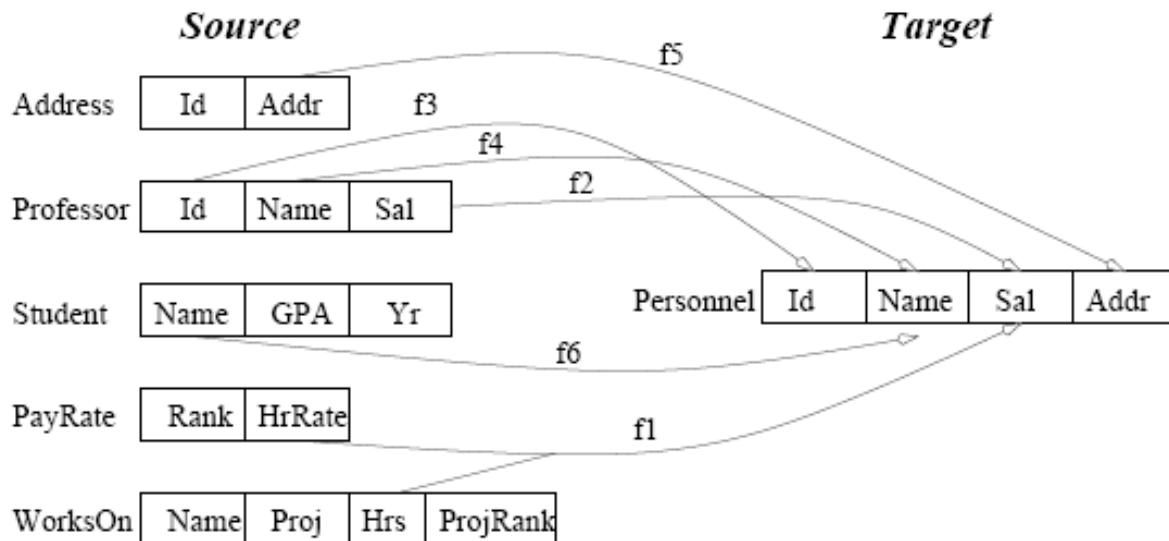 Source Target
f5
Address Id Addr f3
f4
Professor Id Name Sal f2
Personnel Id Name Sal Addr
Student Name GPA Yr
f6
PayRate Rank HrRate f1
WorksOn Name Proj Hrs ProjRank